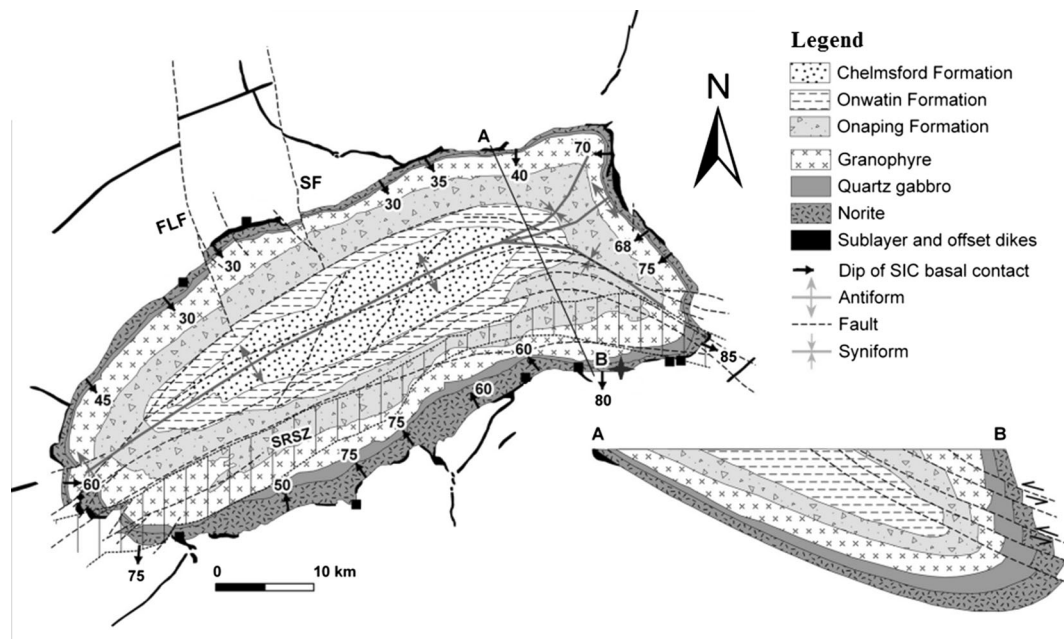 Legend
Chelmsford Formation
Onwatin Formation
Onaping Formation
Granophyre
Quartz gabbro
Norite
Sublayer and offset dikes
Dip of SIC basal contact
Antiform
Fault
Syniform
N
A
70
40
35
30
SF
FLF
30
30
68
75
45
60
B
85
80
60
75
SRSZ
75
60
50
75
0 10 km
A B